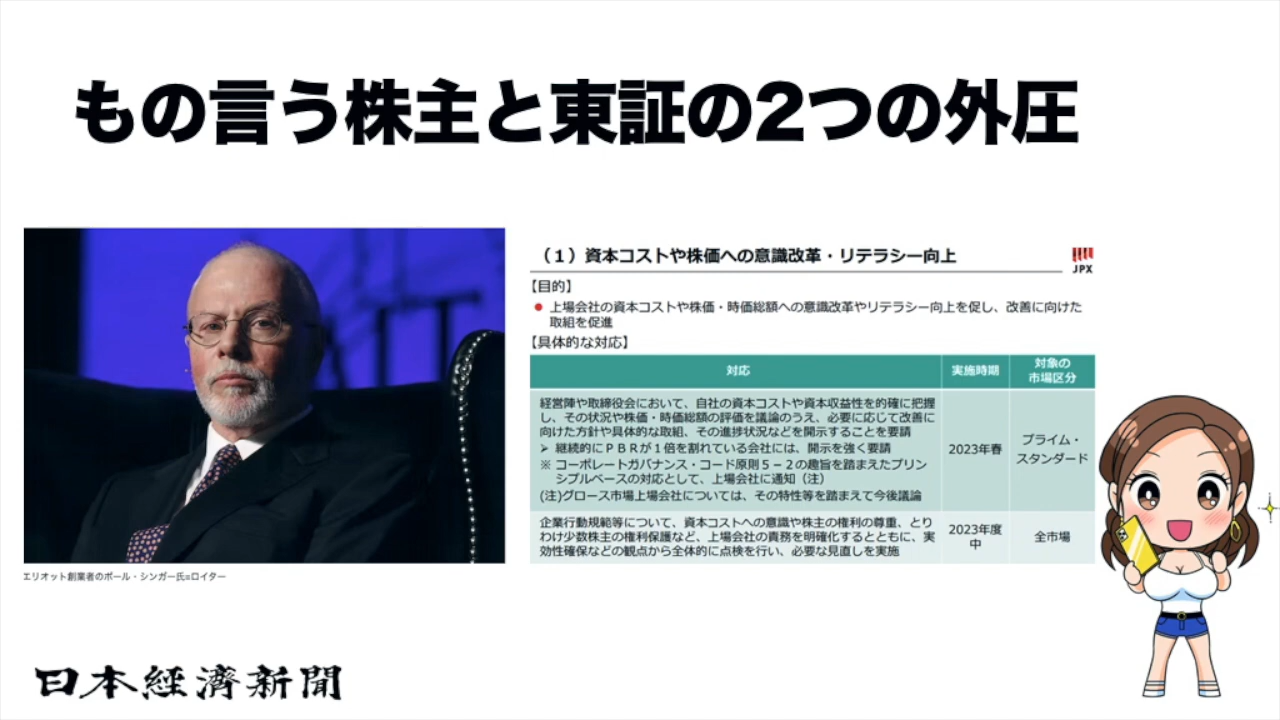 もの言う株主と東証の2つの外圧
エリオット創業者のポール・シンガー氏=ロイター
（１）資本コストや株価への意識改革・リテラシー向上
JPX
【目的】
● 上場会社の資本コストや株価・時価総額への意識改革やリテラシー向上を促し、改善に向けた
取組を促進
【具体的な対応】
対応
実施時期
対象の
市場区分
経営陣や取締役会において、自社の資本コストや資本収益性を的確に把握
し、その状況や株価・時価総額の評価を議論のうえ、必要に応じて改善に
向けた方針や具体的な取組、その進捗状況などを開示することを要請
➢ 継続的にＰＢＲが１倍を割れている会社には、開示を強く要請
※ コーポレートガバナンス・コード原則５－２の趣旨を踏まえたプリン
シプルベースの対応として、上場会社に通知（注）
(注)グロース市場上場会社については、その特性等を踏まえて今後議論
2023年春
プライム・
スタンダード
企業行動規範等について、資本コストへの意識や株主の権利の尊重、とり
わけ少数株主の権利保護など、上場会社の責務を明確化するとともに、実
効性確保などの観点から全体的に点検を行い、必要な見直しを実施
2023年度
中
全市場
日本経済新聞